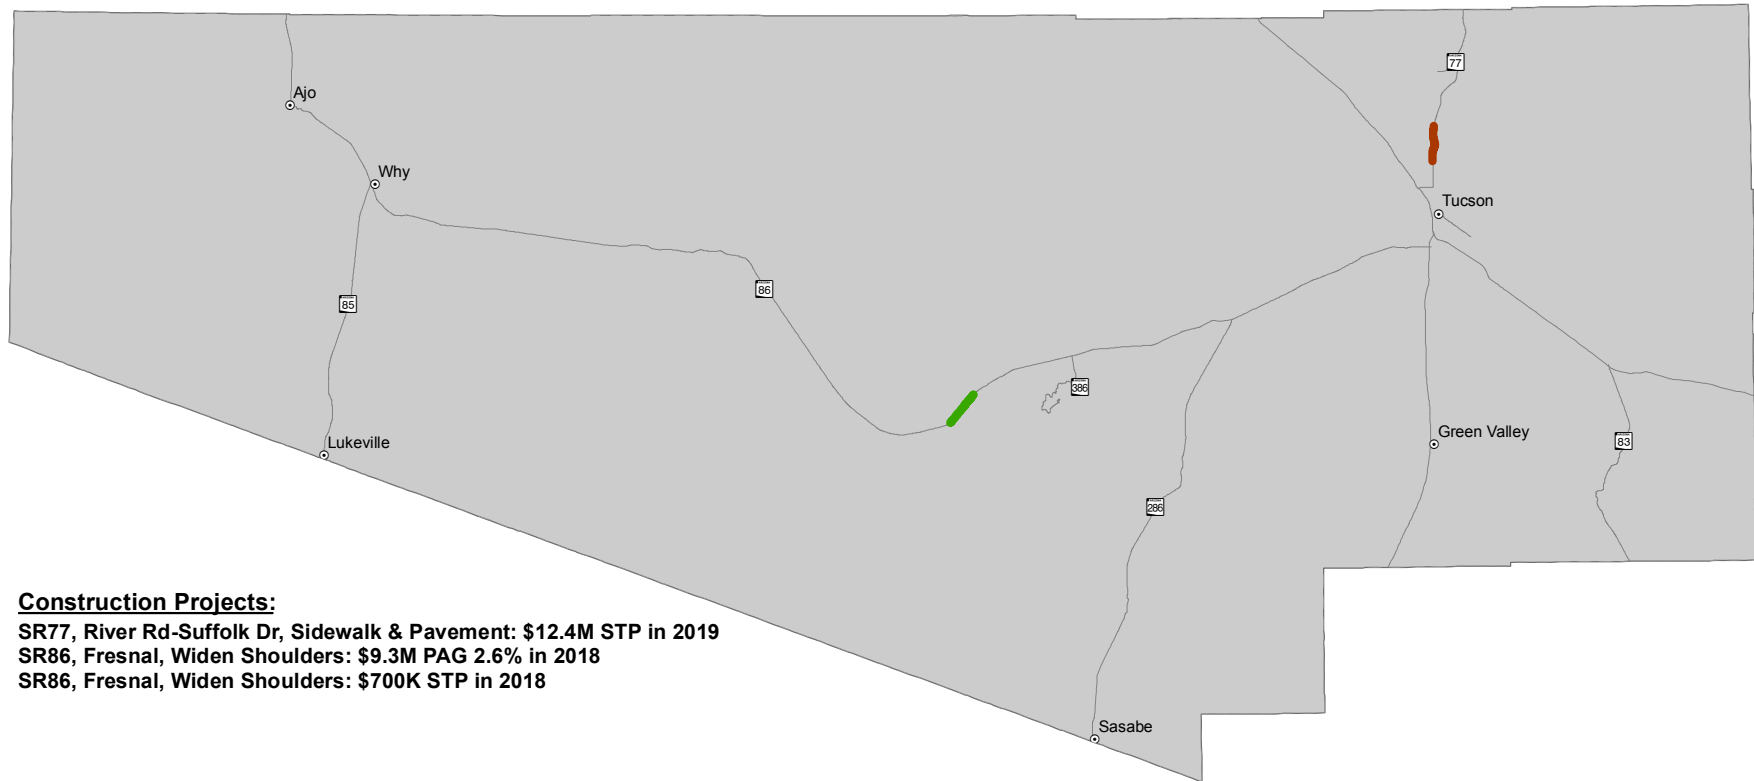 77
Ajo
Why
Tucson
86
85
386
Green Valley
Lukeville
83
286
Construction Projects:
SR77, River Rd-Suffolk Dr, Sidewalk & Pavement: $12.4M STP in 2019
SR86, Fresnal, Widen Shoulders: $9.3M PAG 2.6% in 2018
SR86, Fresnal, Widen Shoulders: $700K STP in 2018
Sasabe